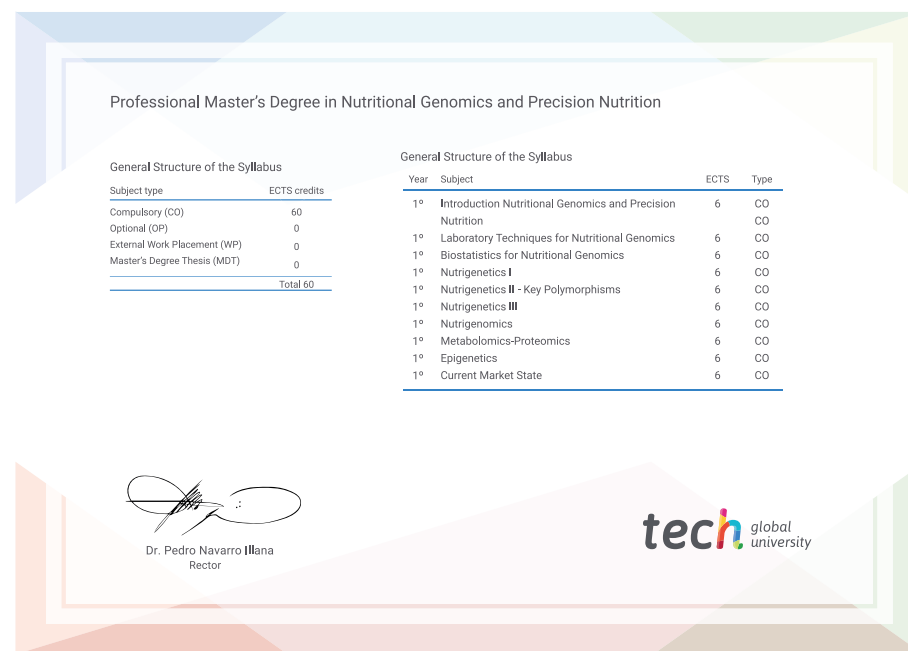 Professional Master's Degree in Nutritional Genomics and Precision Nutrition
General Structure of the Syllabus
Subject type ECTS credits
Compulsory (CO) 60
Optional (OP) 0
External Work Placement (WP) 0
Master's Degree Thesis (MDT) 0
Total 60
General Structure of the Syllabus
Year Subject ECTS Type
1º Introduction Nutritional Genomics and Precision 6 CO
Nutrition CO
1º Laboratory Techniques for Nutritional Genomics 6 CO
1º Biostatistics for Nutritional Genomics 6 CO
1º Nutrigenetics I 6 CO
1º Nutrigenetics II - Key Polymorphisms 6 CO
1º Nutrigenetics III 6 CO
1º Nutrigenomics 6 CO
1º Metabolomics-Proteomics 6 CO
1º Epigenetics 6 CO
1º Current Market State 6 CO
Dr. Pedro Navarro Illana
Rector
tech global
university